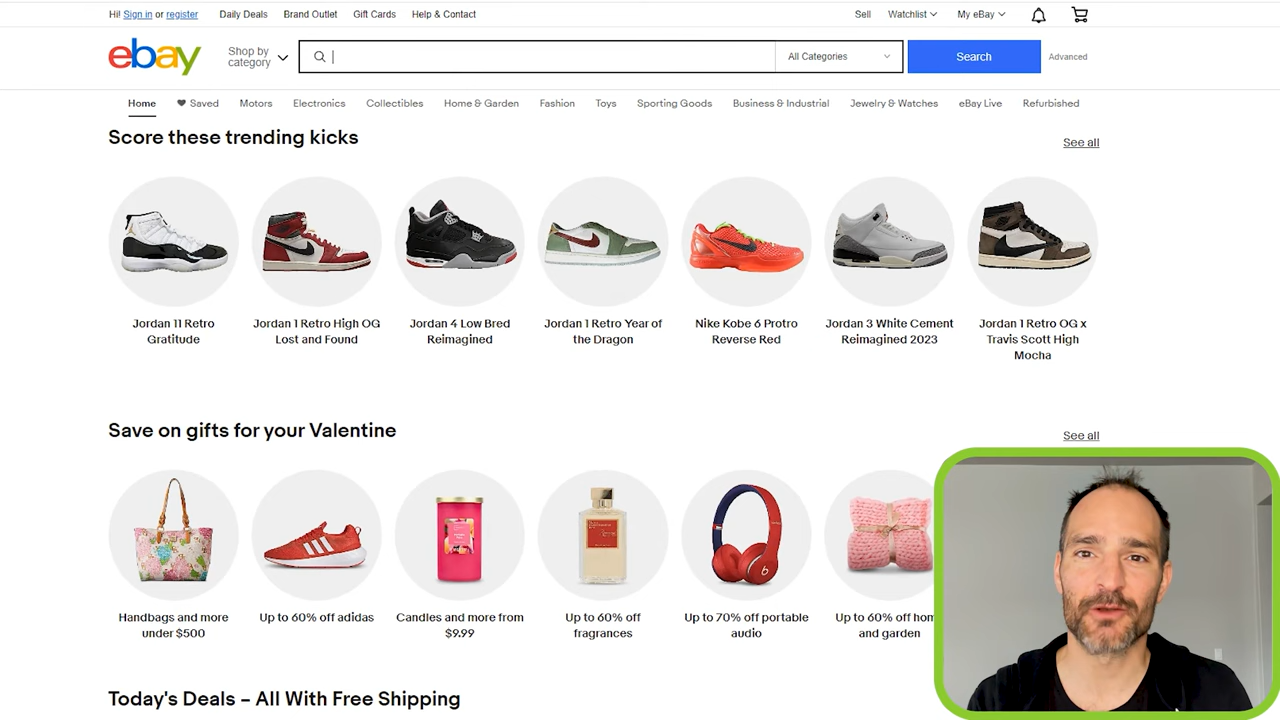 Hi! Sign in or register Daily Deals Brand Outlet Gift Cards Help & Contact Sell Watchlist My eBay
ebay
Shop by
category
All Categories
Search
Advanced
Home Saved Motors Electronics Collectibles Home & Garden Fashion Toys Sporting Goods Business & Industrial Jewelry & Watches eBay Live Refurbished
Score these trending kicks
See all
Jordan 11 Retro
Gratitude
Jordan 1 Retro High OG
Lost and Found
Jordan 4 Low Bred
Reimagined
Jordan 1 Retro Year of
the Dragon
Nike Kobe 6 Protro
Reverse Red
Jordan 3 White Cement
Reimagined 2023
Jordan 1 Retro OG x
Travis Scott High
Mocha
Save on gifts for your Valentine
See all
Handbags and more
under $500
Up to 60% off adidas
Candles and more from
$9.99
Up to 60% off
fragrances
Up to 70% off portable
audio
Up to 60% off hom
and garden
Today's Deals – All With Free Shipping